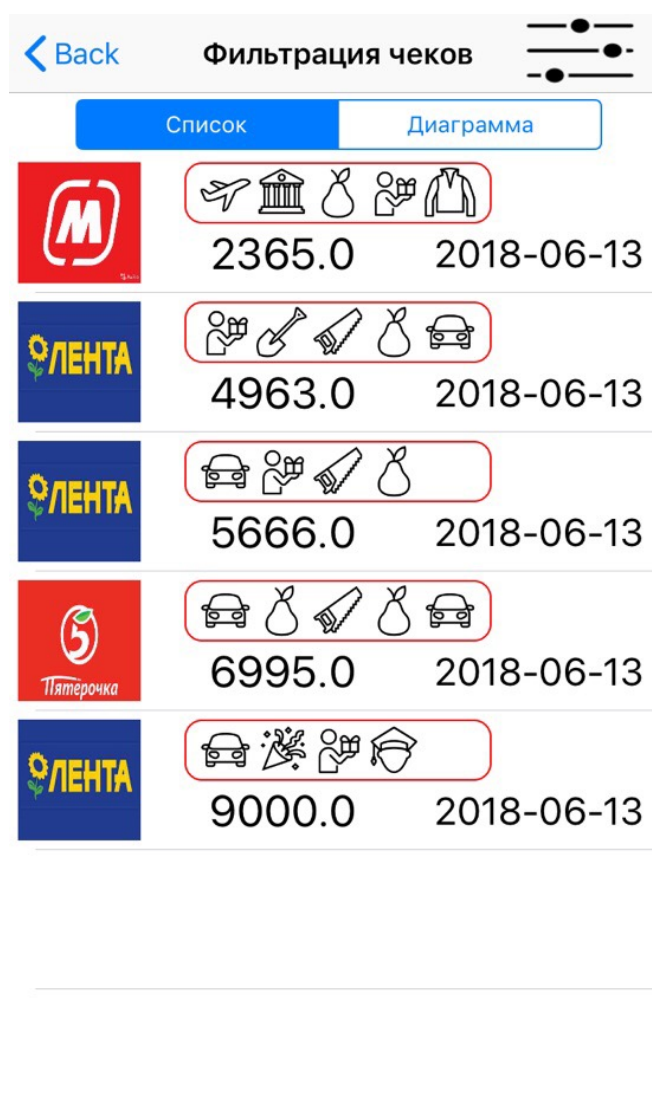 Back Фильтрация чеков
Список Диаграмма
М
2365.0 2018-06-13
ЛЕНТА
4963.0 2018-06-13
ЛЕНТА
5666.0 2018-06-13
5
Пятёрочка
6995.0 2018-06-13
ЛЕНТА
9000.0 2018-06-13